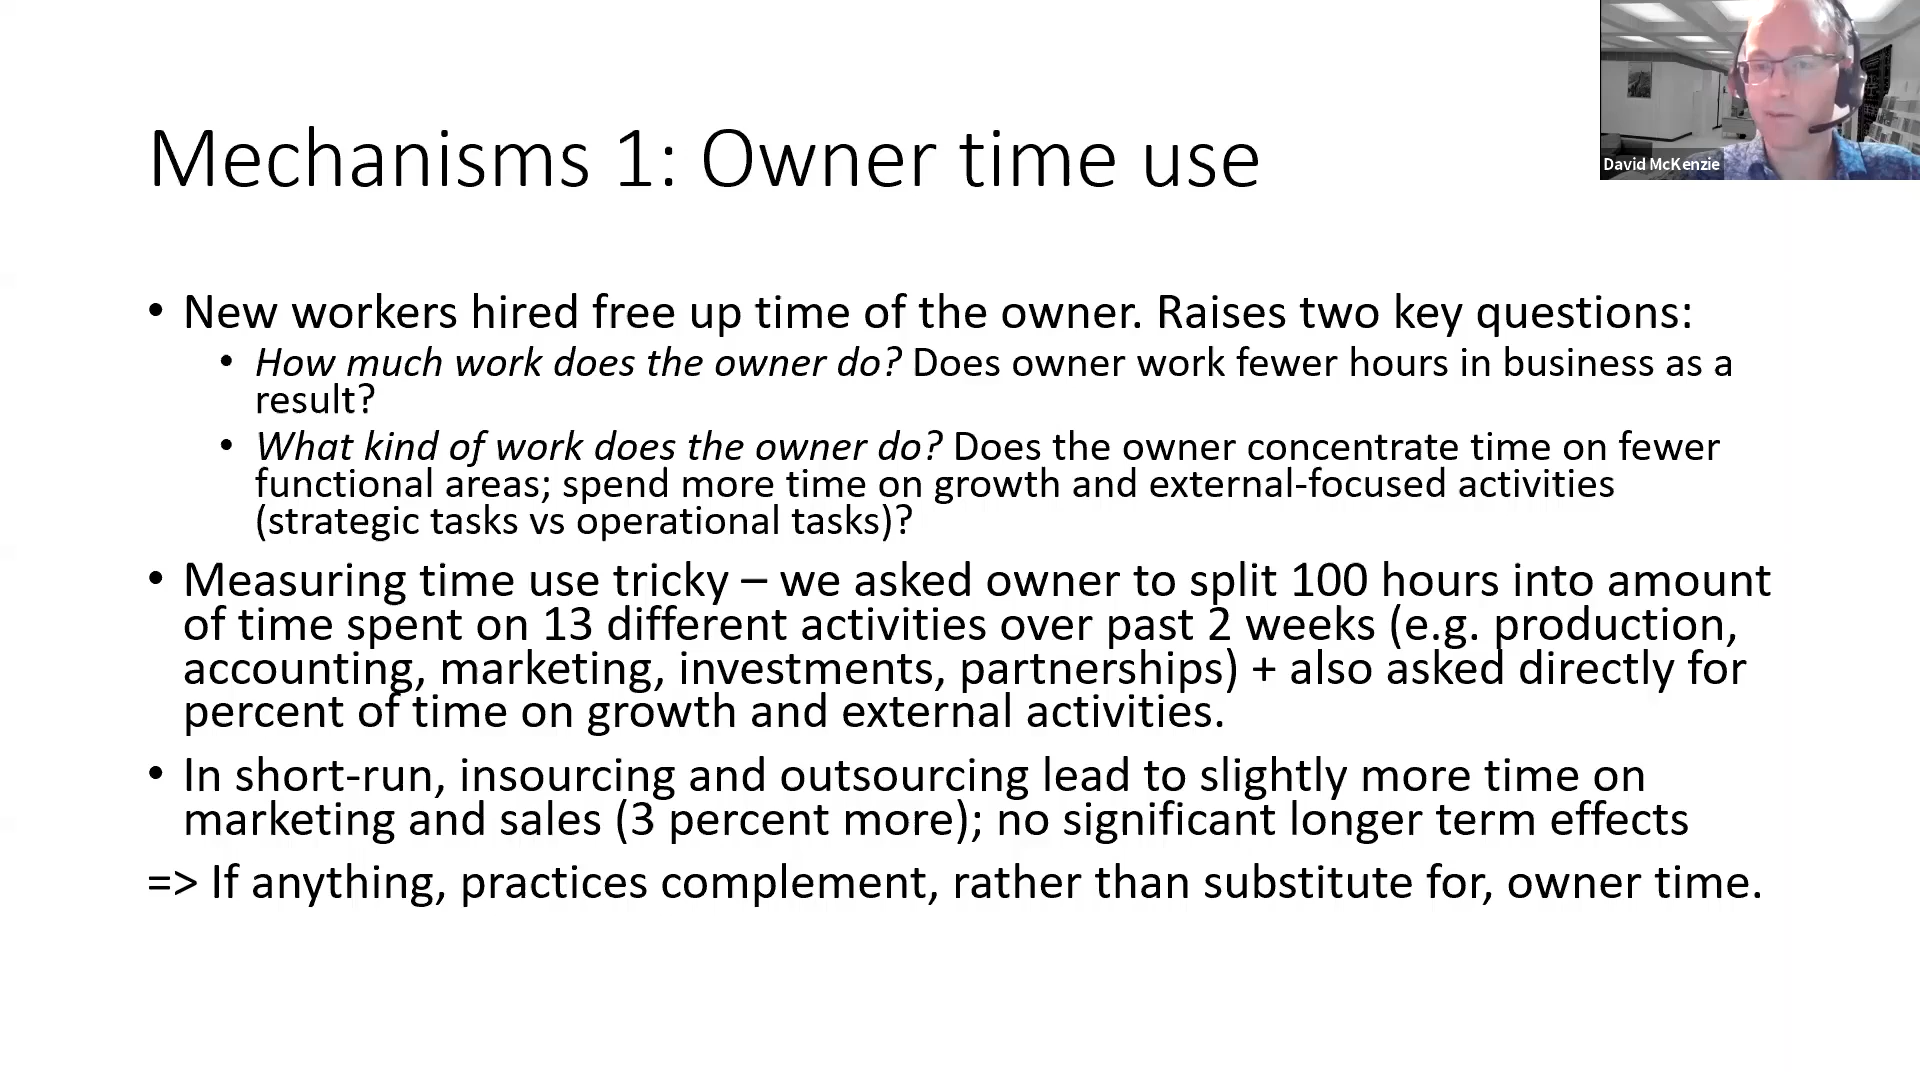 Mechanisms 1: Owner time use
David McKenzie
• New workers hired free up time of the owner. Raises two key questions:
• How much work does the owner do? Does owner work fewer hours in business as a
result?
• What kind of work does the owner do? Does the owner concentrate time on fewer
functional areas; spend more time on growth and external-focused activities
(strategic tasks vs operational tasks)?
• Measuring time use tricky – we asked owner to split 100 hours into amount
of time spent on 13 different activities over past 2 weeks (e.g. production,
accounting, marketing, investments, partnerships) + also asked directly for
percent of time on growth and external activities.
• In short-run, insourcing and outsourcing lead to slightly more time on
marketing and sales (3 percent more); no significant longer term effects
=> If anything, practices complement, rather than substitute for, owner time.